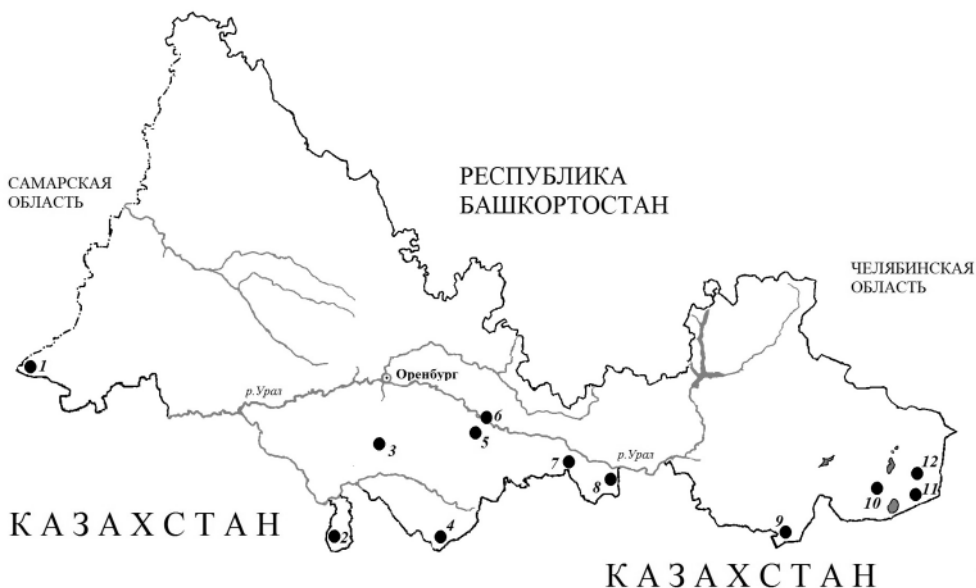 САМАРСКАЯ
ОБЛАСТЬ
РЕСПУБЛИКА
БАШКОРТОСТАН
ЧЕЛЯБИНСКАЯ
ОБЛАСТЬ
1
р.Урал
Оренбург
6
5
3
р.Урал
7
8
12
10
11
КАЗАХСТАН
2
4
9
КАЗАХСТАН